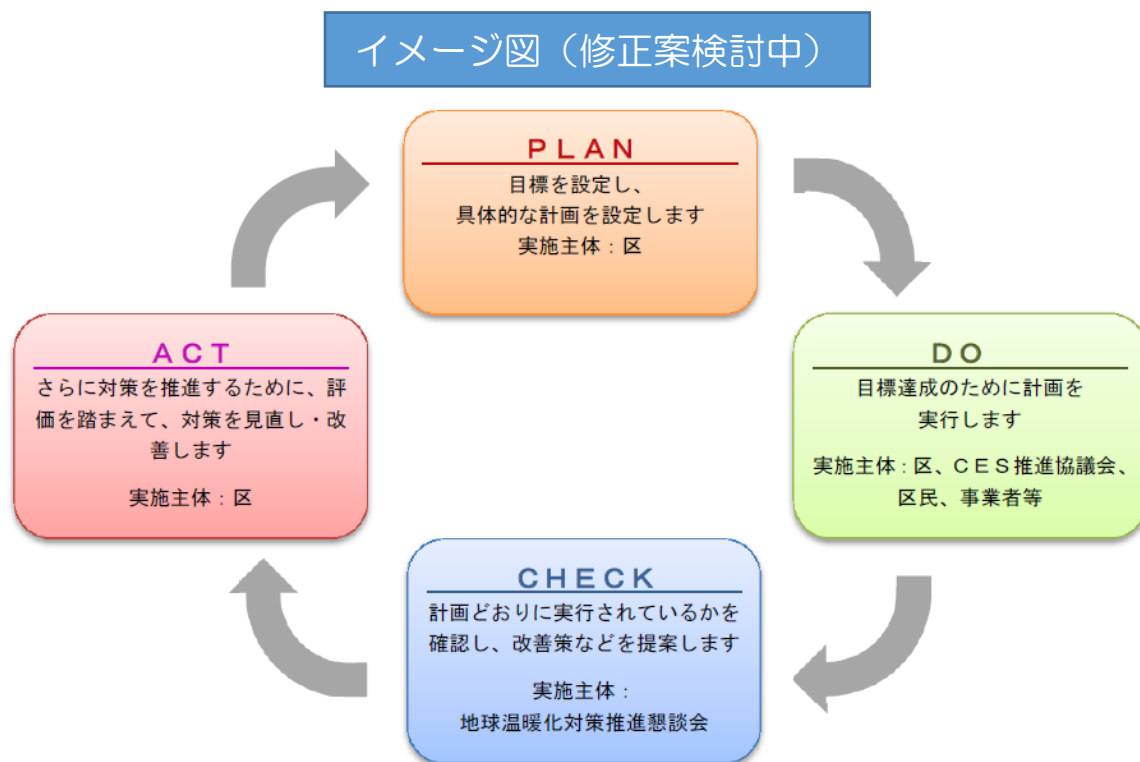 イメージ図（修正案検討中）
ＰＬＡＮ
目標を設定し、
具体的な計画を設定します
実施主体：区
ＤＯ
目標達成のために計画を
実行します
実施主体：区、ＣＥＳ推進協議会、
区民、事業者等
ＣＨＥＣＫ
計画どおりに実行されているかを
確認し、改善策などを提案します
実施主体：
地球温暖化対策推進懇談会
ＡＣＴ
さらに対策を推進するために、評
価を踏まえて、対策を見直し・改
善します
実施主体：区